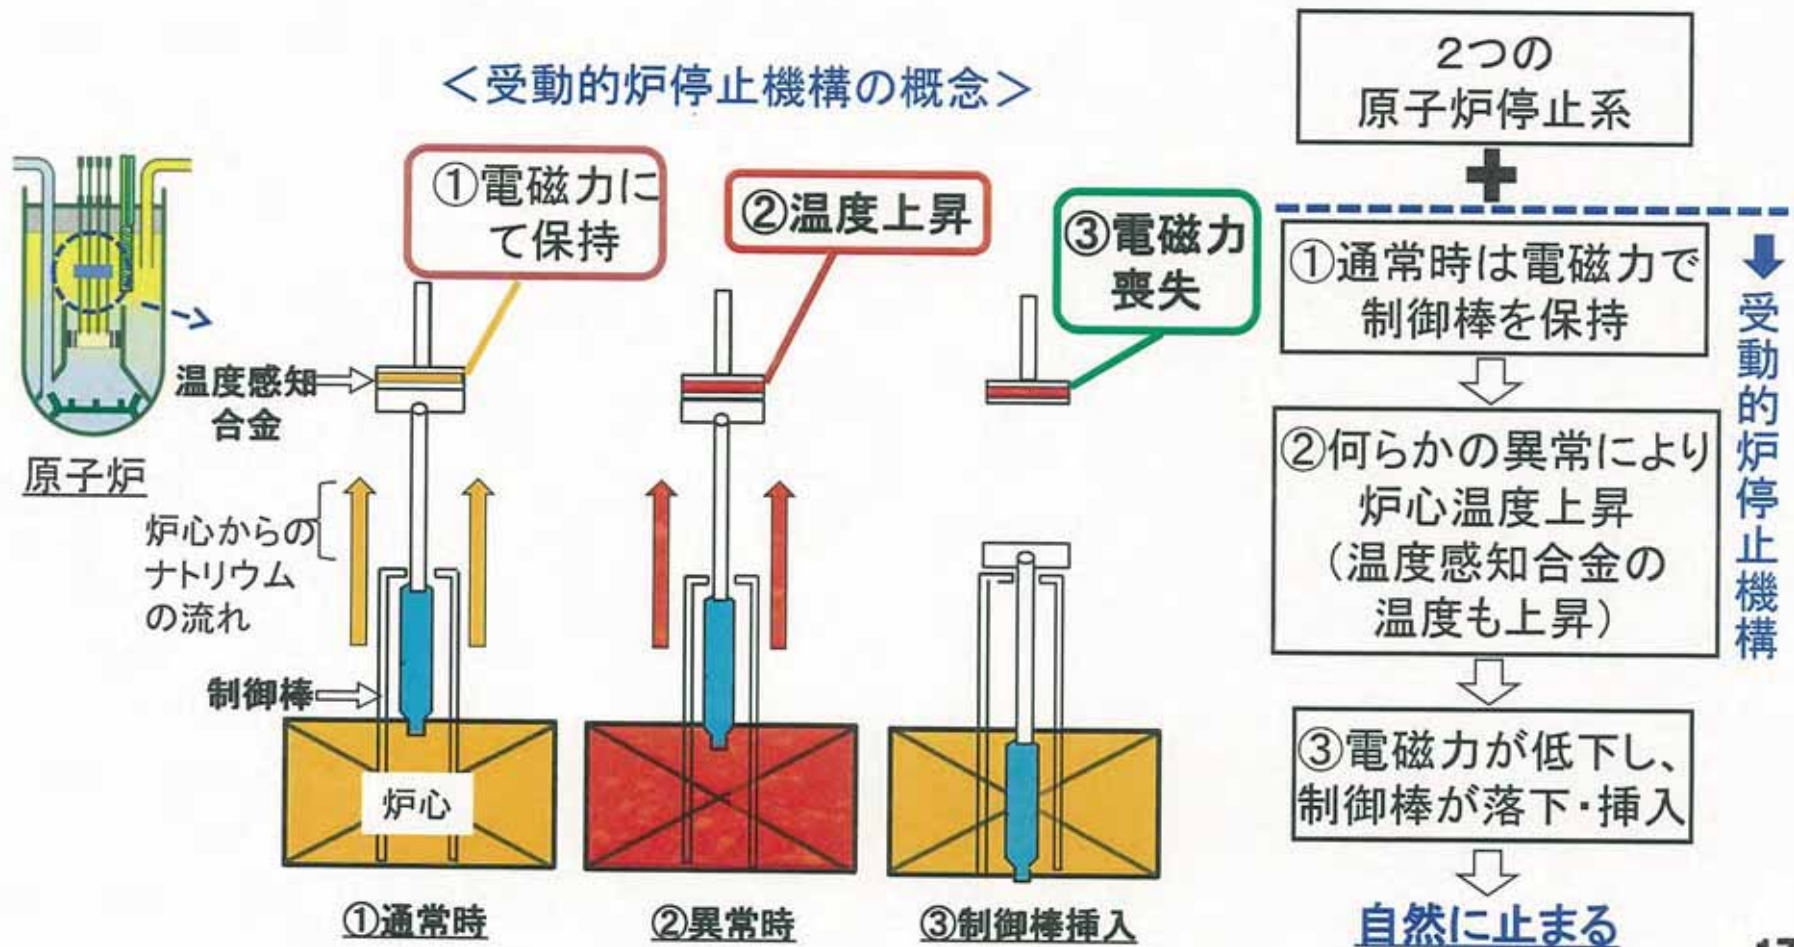 ＜受動的炉停止機構の概念＞
①電磁力に
て保持
②温度上昇
③電磁力
喪失
温度感知
合金
原子炉
炉心からの
ナトリウム
の流れ
制御棒
炉心
①通常時
②異常時
③制御棒挿入
2つの
原子炉停止系
①通常時は電磁力で
制御棒を保持
②何らかの異常により
炉心温度上昇
（温度感知合金の
温度も上昇）
③電磁力が低下し、
制御棒が落下・挿入
自然に止まる
受動的炉停止機構
17